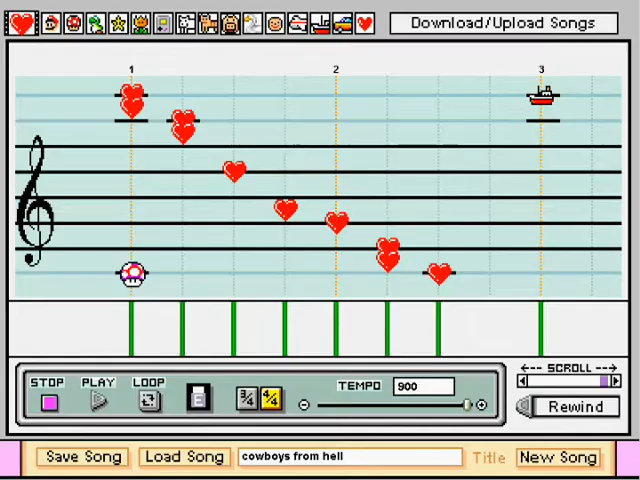 Download/Upload Songs
1 2 3
STOP PLAY LOOP
3/4 4/4
TEMPO 900
SCROLL
Rewind
Save Song Load Song cowboys from hell Title New Song